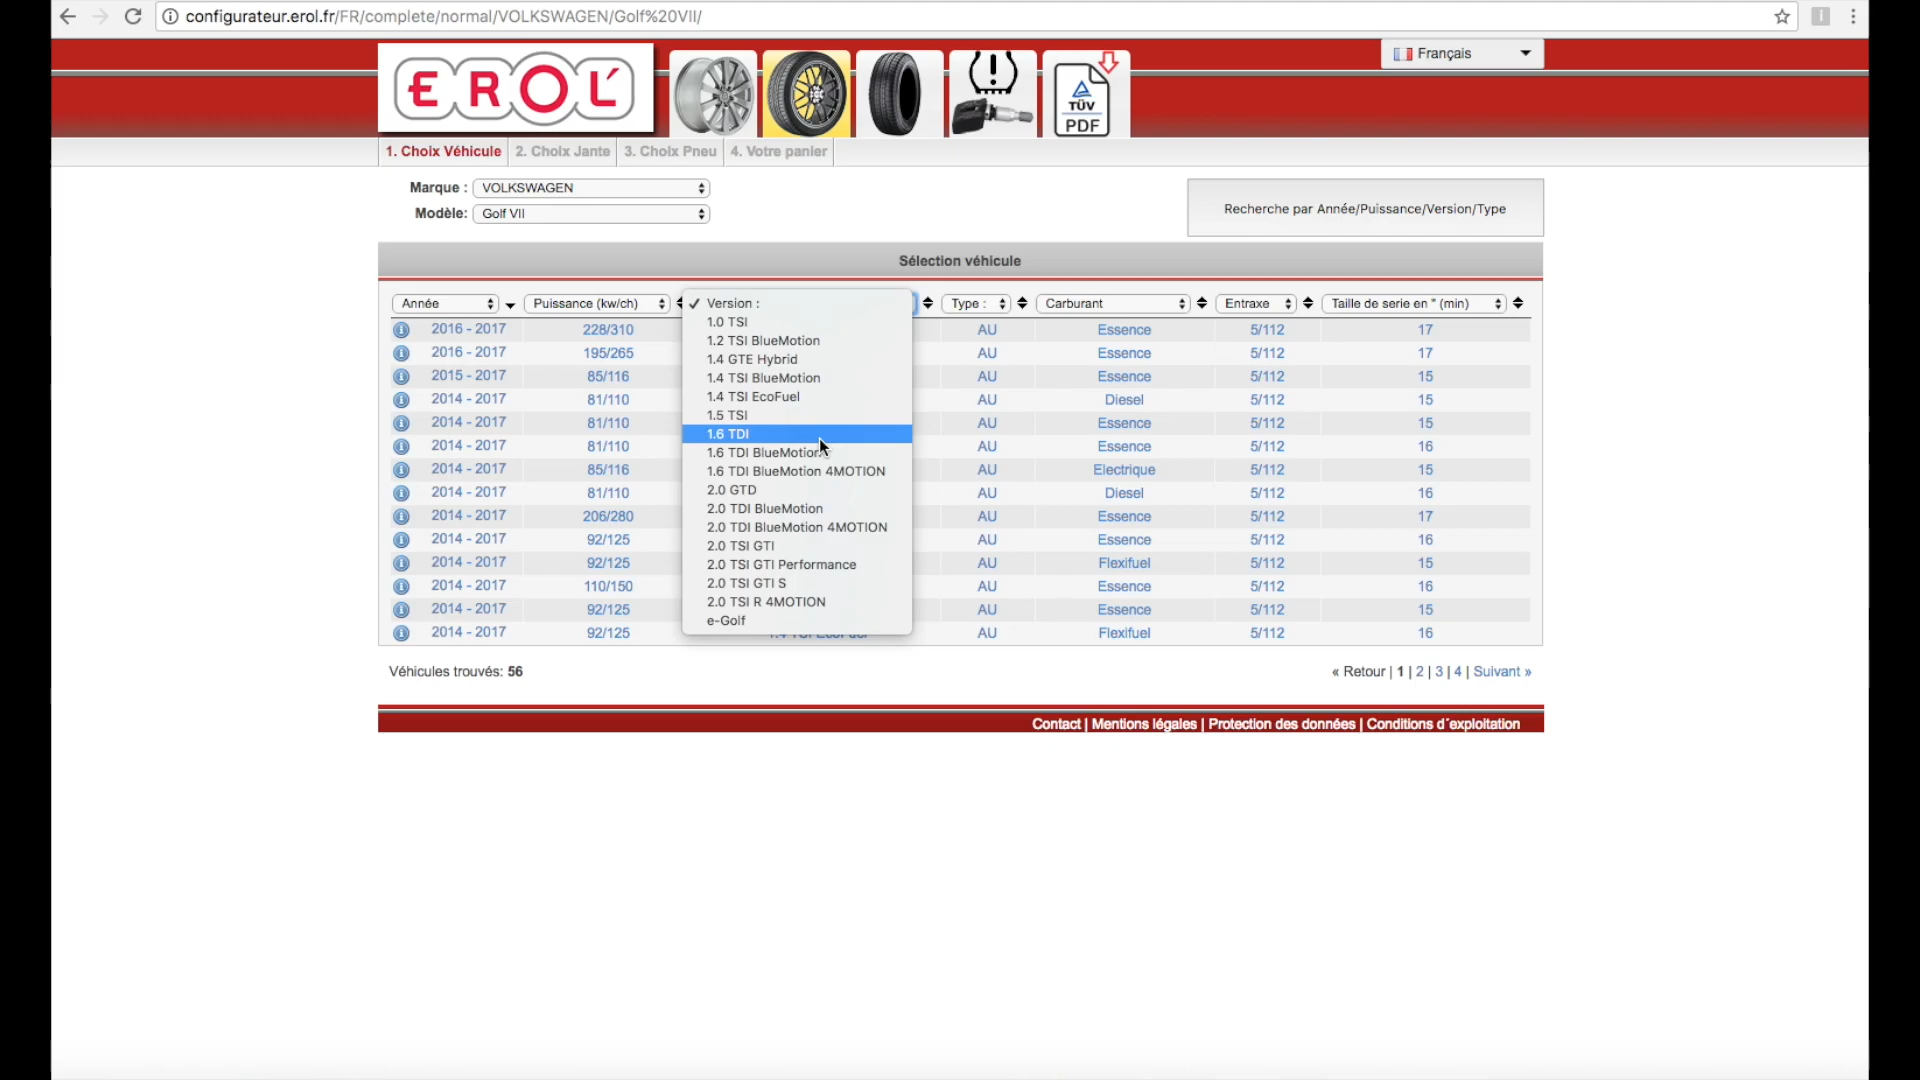 configurateur.erol.fr/FR/complete/normal/VOLKSWAGEN/Golf%20VII/
Français
EROL
TÜV
PDF
1. Choix Véhicule 2. Choix Jante 3. Choix Pneu 4. Votre panier
Marque : VOLKSWAGEN
Modèle: Golf VII
Recherche par Année/Puissance/Version/Type
Sélection véhicule
Année Puissance (kw/ch) ✓ Version : Type : Carburant Entraxe Taille de serie en " (min)
1.0 TSI
1.2 TSI BlueMotion
1.4 GTE Hybrid
1.4 TSI BlueMotion
1.4 TSI EcoFuel
1.5 TSI
1.6 TDI
1.6 TDI BlueMotion
1.6 TDI BlueMotion 4MOTION
2.0 GTD
2.0 TDI BlueMotion
2.0 TDI BlueMotion 4MOTION
2.0 TSI GTI
2.0 TSI GTI Performance
2.0 TSI GTI S
2.0 TSI R 4MOTION
e-Golf
2016 - 2017 228/310 AU Essence 5/112 17
2016 - 2017 195/265 AU Essence 5/112 17
2015 - 2017 85/116 AU Essence 5/112 15
2014 - 2017 81/110 AU Diesel 5/112 15
2014 - 2017 81/110 AU Essence 5/112 15
2014 - 2017 81/110 AU Essence 5/112 16
2014 - 2017 85/116 AU Electrique 5/112 15
2014 - 2017 81/110 AU Diesel 5/112 16
2014 - 2017 206/280 AU Essence 5/112 17
2014 - 2017 92/125 AU Essence 5/112 16
2014 - 2017 92/125 AU Flexifuel 5/112 15
2014 - 2017 110/150 AU Essence 5/112 16
2014 - 2017 92/125 AU Essence 5/112 15
2014 - 2017 92/125 1.4 TSI EcoFuel AU Flexifuel 5/112 16
Véhicules trouvés: 56
« Retour | 1 | 2 | 3 | 4 | Suivant »
Contact | Mentions légales | Protection des données | Conditions d´exploitation